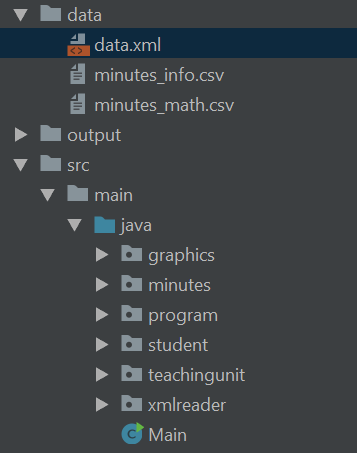 data
data.xml
minutes_info.csv
minutes_math.csv
output
src
main
java
graphics
minutes
program
student
teachingunit
xmlreader
Main